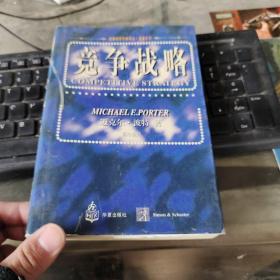 竞争战略
COMPETITIVE STRATEGY
MICHAEL E.PORTER
迈克尔·波特 著
华夏出版社
Simon & Schuster